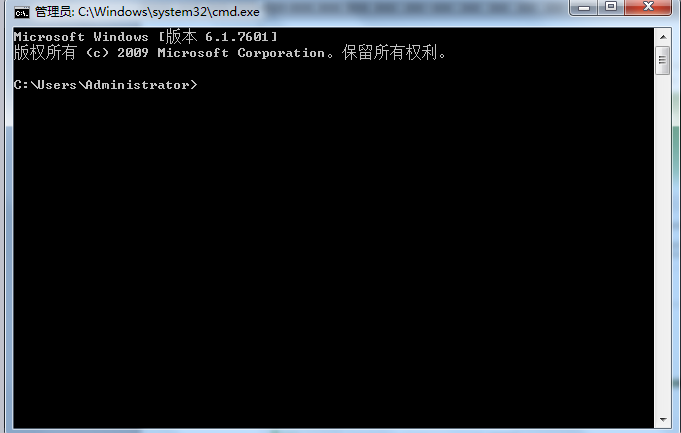 管理员: C:\Windows\system32\cmd.exe
Microsoft Windows [版本 6.1.7601]
版权所有 (c) 2009 Microsoft Corporation。保留所有权利。
C:\Users\Administrator>